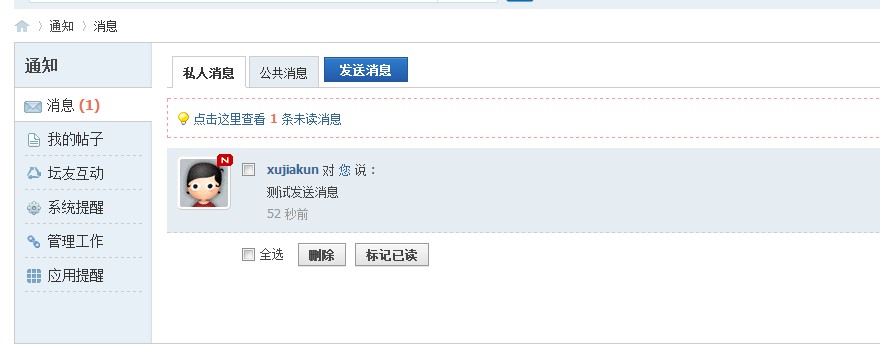 通知 消息
通知
消息 (1)
我的帖子
坛友互动
系统提醒
管理工作
应用提醒
私人消息 公共消息 发送消息
点击这里查看 1 条未读消息
N
xujiakun 对 您 说 :
测试发送消息
52 秒前
全选 删除 标记已读